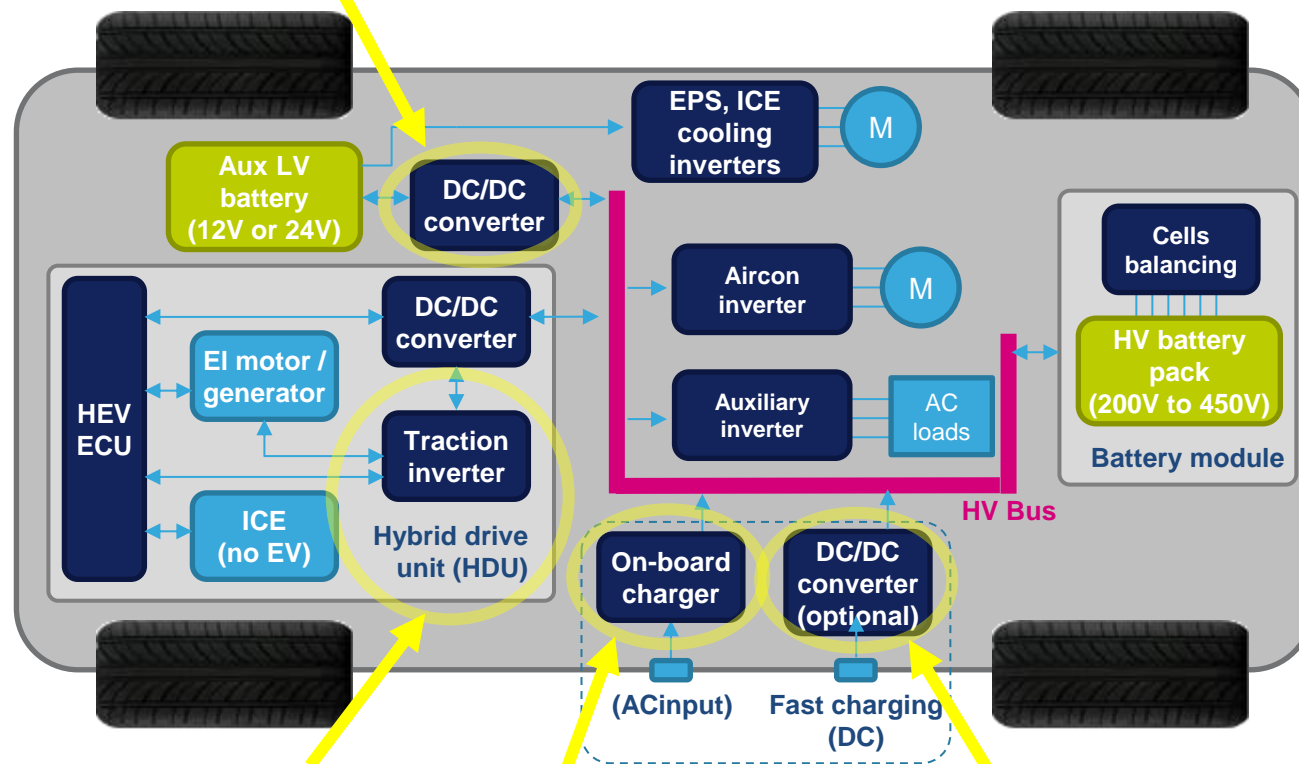 EPS, ICE
cooling
inverters
M
Aux LV
battery
(12V or 24V)
DC/DC
converter
Cells
balancing
HV battery
pack
(200V to 450V)
Battery module
Aircon
inverter
M
DC/DC
converter
HEV
ECU
El motor /
generator
Traction
inverter
ICE
(no EV)
Hybrid drive
unit (HDU)
Auxiliary
inverter
AC
loads
HV Bus
On-board
charger
DC/DC
converter
(optional)
(ACinput)
Fast charging
(DC)